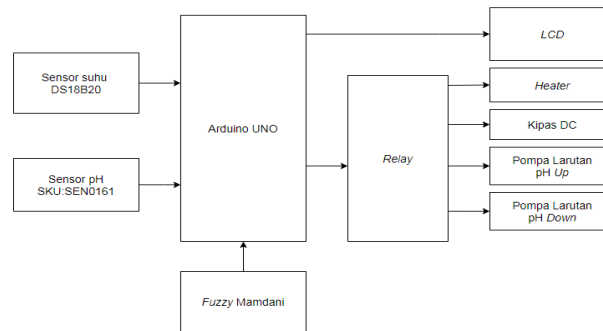 Sensor suhu
DS18B20
Sensor pH
SKU:SEN0161
Arduino UNO
Fuzzy Mamdani
Relay
LCD
Heater
Kipas DC
Pompa Larutan
pH Up
Pompa Larutan
pH Down